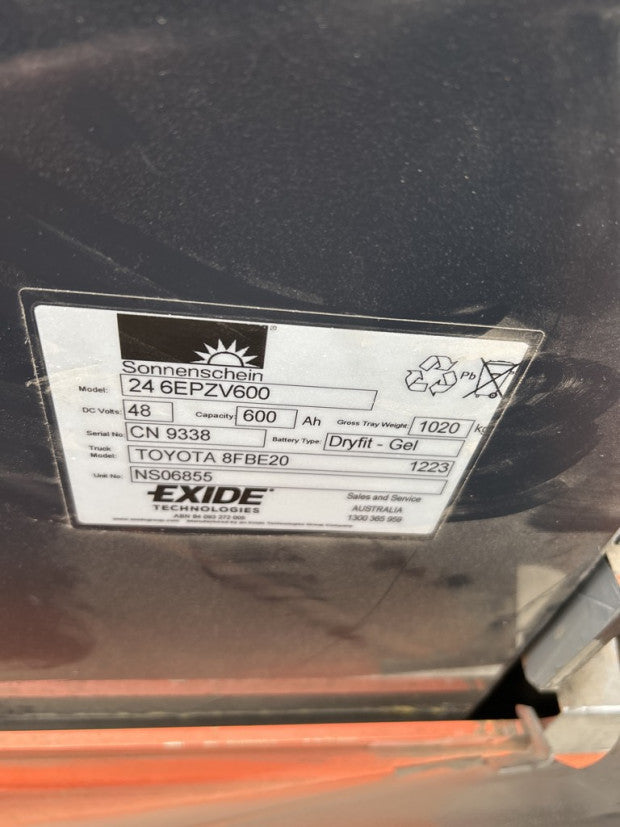 Sonnenschein
Pb
Model: 24 6EPZV600
DC Volts: 48 Capacity: 600 Ah Gross Tray Weight 1020 kg
Serial No: CN 9338 Battery Type: Dryfit - Gel
Truck Model: TOYOTA 8FBE20 1223
Unit No: NS06855
EXIDE
TECHNOLOGIES
Sales and Service
AUSTRALIA
1300 365 956